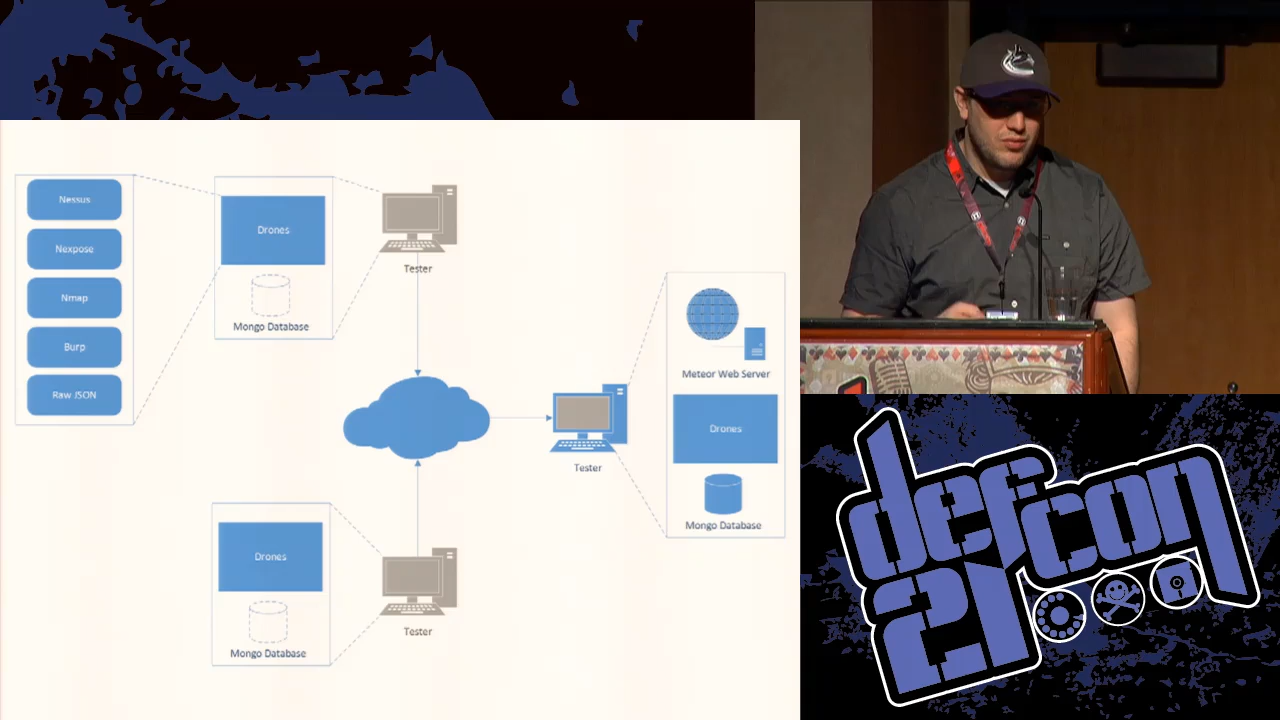 Nessus
Nexpose
Nmap
Burp
Raw JSON
Drones
Mongo Database
Tester
Meteor Web Server
Drones
Mongo Database
Tester
Drones
Mongo Database
Tester
defcon
21